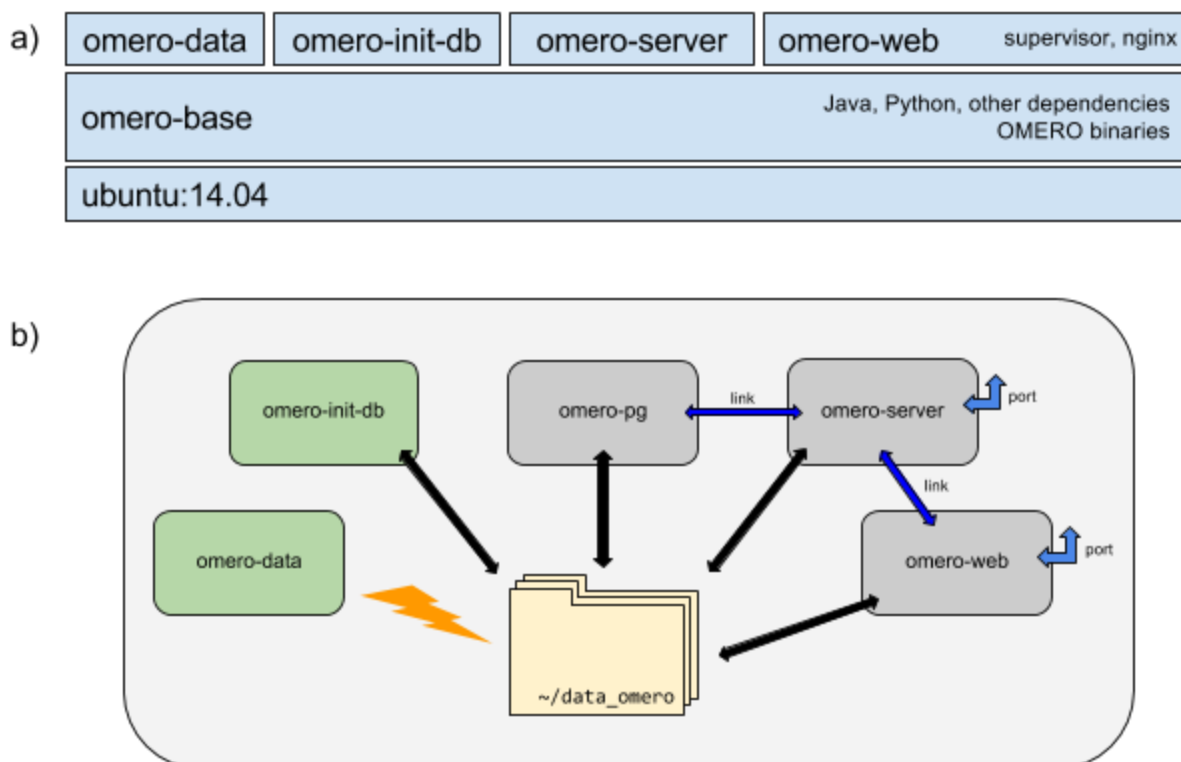 a)
omero-data
omero-init-db
omero-server
omero-web
supervisor, nginx
omero-base
Java, Python, other dependencies
OMERO binaries
ubuntu:14.04
b)
omero-init-db
omero-pg
link
omero-server
port
link
omero-data
omero-web
port
~/data_omero